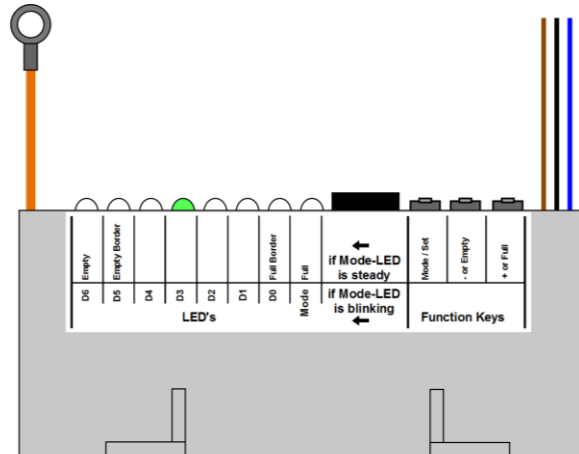 Empty
Empty Border
Full Border
Full
if Mode-LED
is steady
Mode / Set
- or Empty
+ or Full
D6
D5
D4
D3
D2
D1
D0
Mode
if Mode-LED
is blinking
LED's
Function Keys